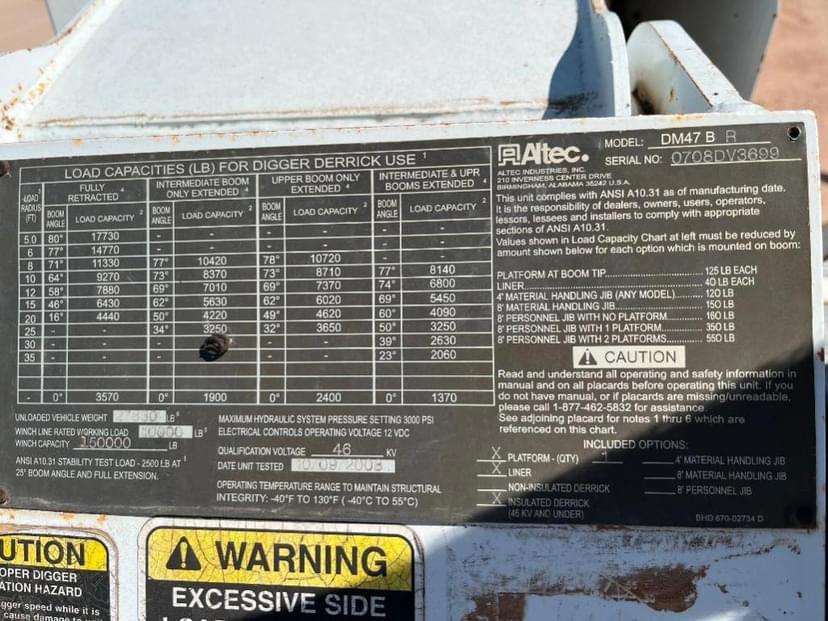 LOAD CAPACITIES (LB) FOR DIGGER DERRICK USE 1
LOAD RADIUS (FT) 3 | FULLY RETRACTED 4 | INTERMEDIATE BOOM ONLY EXTENDED 4 | UPPER BOOM ONLY EXTENDED 4 | INTERMEDIATE & UPR BOOMS EXTENDED 4
BOOM ANGLE | LOAD CAPACITY 2 | BOOM ANGLE | LOAD CAPACITY 2 | BOOM ANGLE | LOAD CAPACITY 2 | BOOM ANGLE | LOAD CAPACITY 2
5.0 | 80° | 17730 | - | - | - | - | - | -
6 | 77° | 14770 | - | - | - | - | - | -
8 | 71° | 11330 | 77° | 10420 | 78° | 10720 | - | -
10 | 64° | 9270 | 73° | 8370 | 73° | 8710 | 77° | 8140
12 | 58° | 7880 | 69° | 7010 | 69° | 7370 | 74° | 6800
15 | 46° | 6430 | 62° | 5630 | 62° | 6020 | 69° | 5450
20 | 16° | 4440 | 50° | 4220 | 49° | 4620 | 60° | 4090
25 | - | - | 34° | 3250 | 32° | 3650 | 50° | 3250
30 | - | - | - | - | - | - | 39° | 2630
35 | - | - | - | - | - | - | 23° | 2060
- | 0° | 3570 | 0° | 1900 | 0° | 2400 | 0° | 1370
UNLOADED VEHICLE WEIGHT LB 5
WINCH LINE RATED WORKING LOAD LB 5
WINCH CAPACITY 150000 LB
ANSI A10.31 STABILITY TEST LOAD - 2500 LB AT
25° BOOM ANGLE AND FULL EXTENSION.
MAXIMUM HYDRAULIC SYSTEM PRESSURE SETTING 3000 PSI
ELECTRICAL CONTROLS OPERATING VOLTAGE 12 VDC
QUALIFICATION VOLTAGE 46 KV
DATE UNIT TESTED 10/09/2008
OPERATING TEMPERATURE RANGE TO MAINTAIN STRUCTURAL
INTEGRITY: -40°F TO 130°F ( -40°C TO 55°C)
Altec.
ALTEC INDUSTRIES, INC.
210 INVERNESS CENTER DRIVE
BIRMINGHAM, ALABAMA 35242 U.S.A.
MODEL: DM47 B R
SERIAL NO: 0708DV3699
This unit complies with ANSI A10.31 as of manufacturing date.
It is the responsibility of dealers, owners, users, operators,
lessors, lessees and installers to comply with appropriate
sections of ANSI A10.31.
Values shown in Load Capacity Chart at left must be reduced by
amount shown below for each option which is mounted on boom:
PLATFORM AT BOOM TIP 125 LB EACH
LINER 40 LB EACH
4' MATERIAL HANDLING JIB (ANY MODEL) 120 LB
8' MATERIAL HANDLING JIB 150 LB
8' PERSONNEL JIB WITH NO PLATFORM 160 LB
8' PERSONNEL JIB WITH 1 PLATFORM 350 LB
8' PERSONNEL JIB WITH 2 PLATFORMS 550 LB
CAUTION
Read and understand all operating and safety information in
manual and on all placards before operating this unit. If you
do not have manual, or if placards are missing/unreadable,
please call 1-877-462-5832 for assistance.
See adjoining placard for notes 1 thru 6 which are
referenced on this chart.
INCLUDED OPTIONS:
X PLATFORM - (QTY) 1
X LINER
NON-INSULATED DERRICK
X INSULATED DERRICK
(46 KV AND UNDER)
4' MATERIAL HANDLING JIB
8' MATERIAL HANDLING JIB
8' PERSONNEL JIB
BHD 670-02734 D
UTION
OPER DIGGER
ATION HAZARD
gger speed while it is
cause damage to
WARNING
EXCESSIVE SIDE